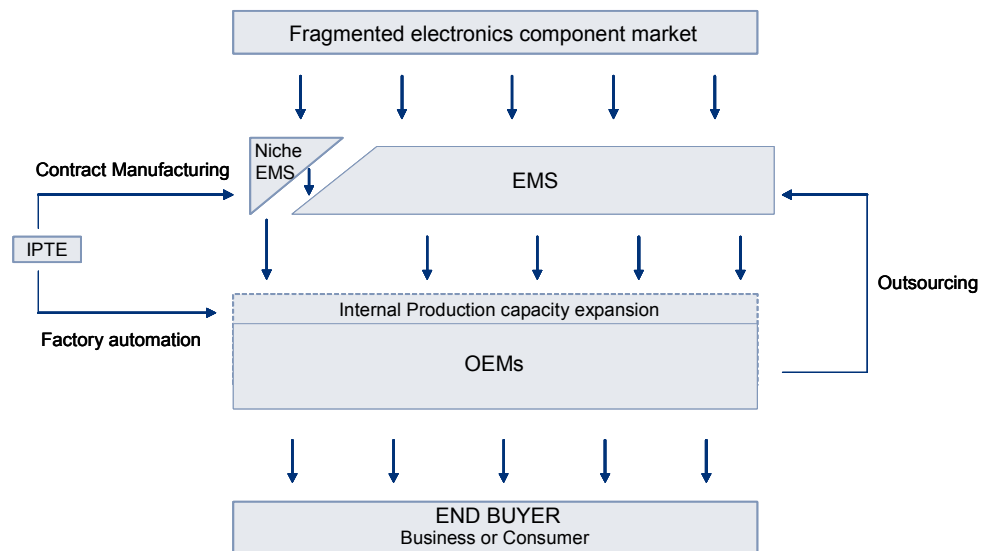 Fragmented electronics component market
Niche
EMS
Contract Manufacturing
EMS
IPTE
Outsourcing
Internal Production capacity expansion
Factory automation
OEMs
END BUYER
Business or Consumer